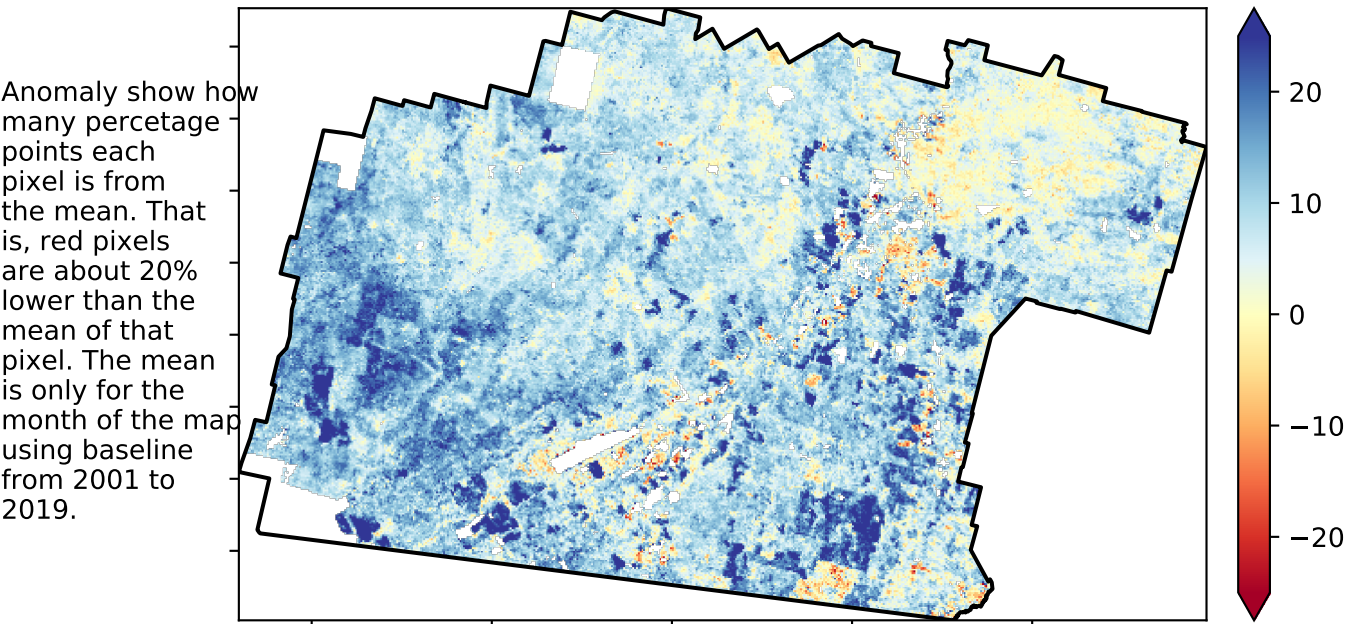 Anomaly show how
many percetage
points each
pixel is from
the mean. That
is, red pixels
are about 20%
lower than the
mean of that
pixel. The mean
is only for the
month of the map
using baseline
from 2001 to
2019.
20
10
0
−10
−20